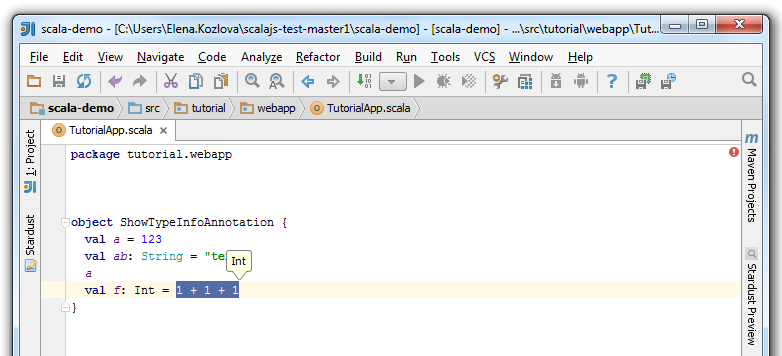 scala-demo - [C:\Users\Elena.Kozlova\scalajs-test-master1\scala-demo] - [scala-demo] - ...\src\tutorial\webapp\Tut...
File Edit View Navigate Code Analyze Refactor Build Run Tools VCS Window Help
scala-demo src tutorial webapp TutorialApp.scala
TutorialApp.scala
1: Project
Stardust
package tutorial.webapp
object ShowTypeInfoAnnotation {
val a = 123
val ab: String = "te
Int
a
val f: Int = 1 + 1 + 1
}
Maven Projects
Stardust Preview